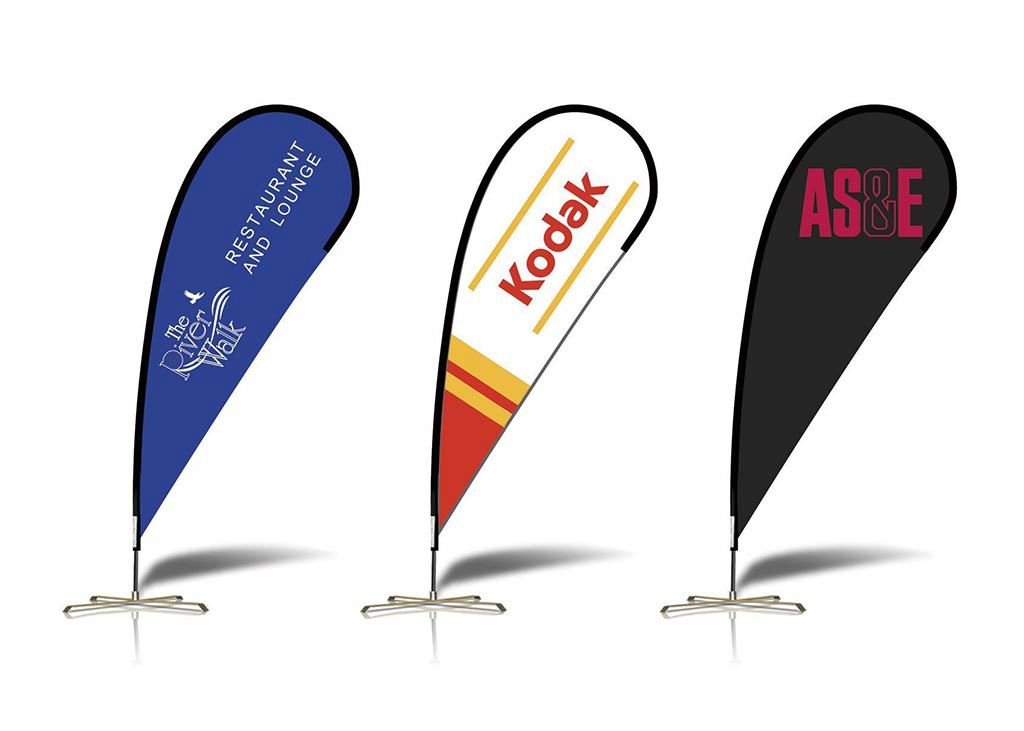 RESTAURANT
AND LOUNGE
The
River
Walk
Kodak
AS&E